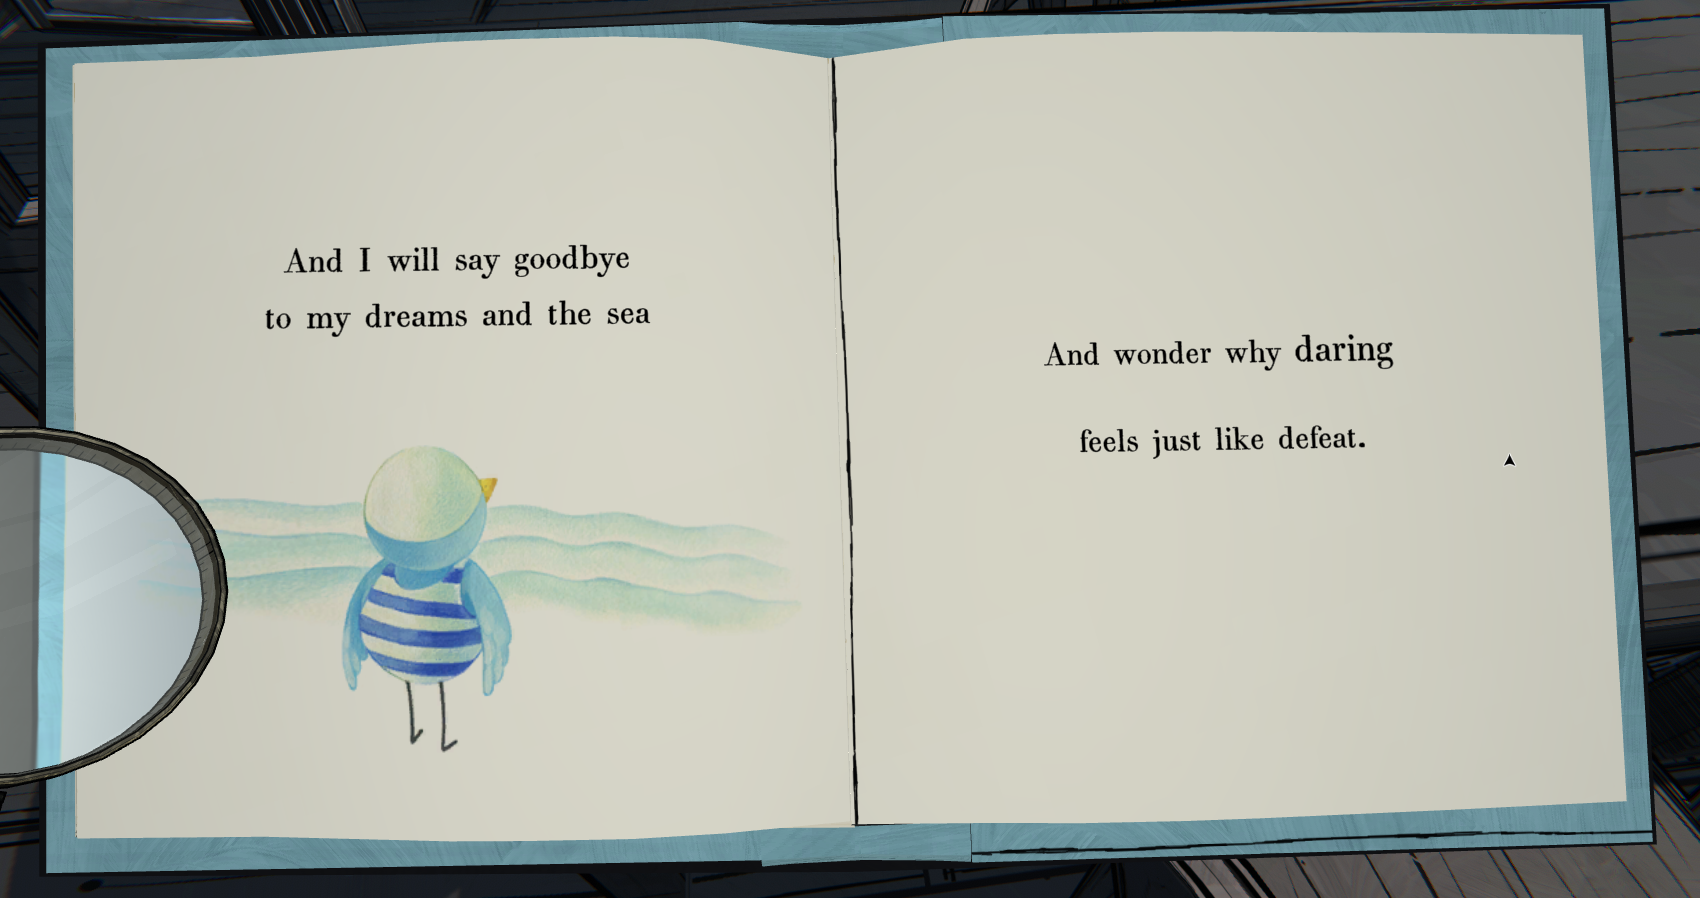 And I will say goodbye
to my dreams and the sea
And wonder why daring
feels just like defeat.